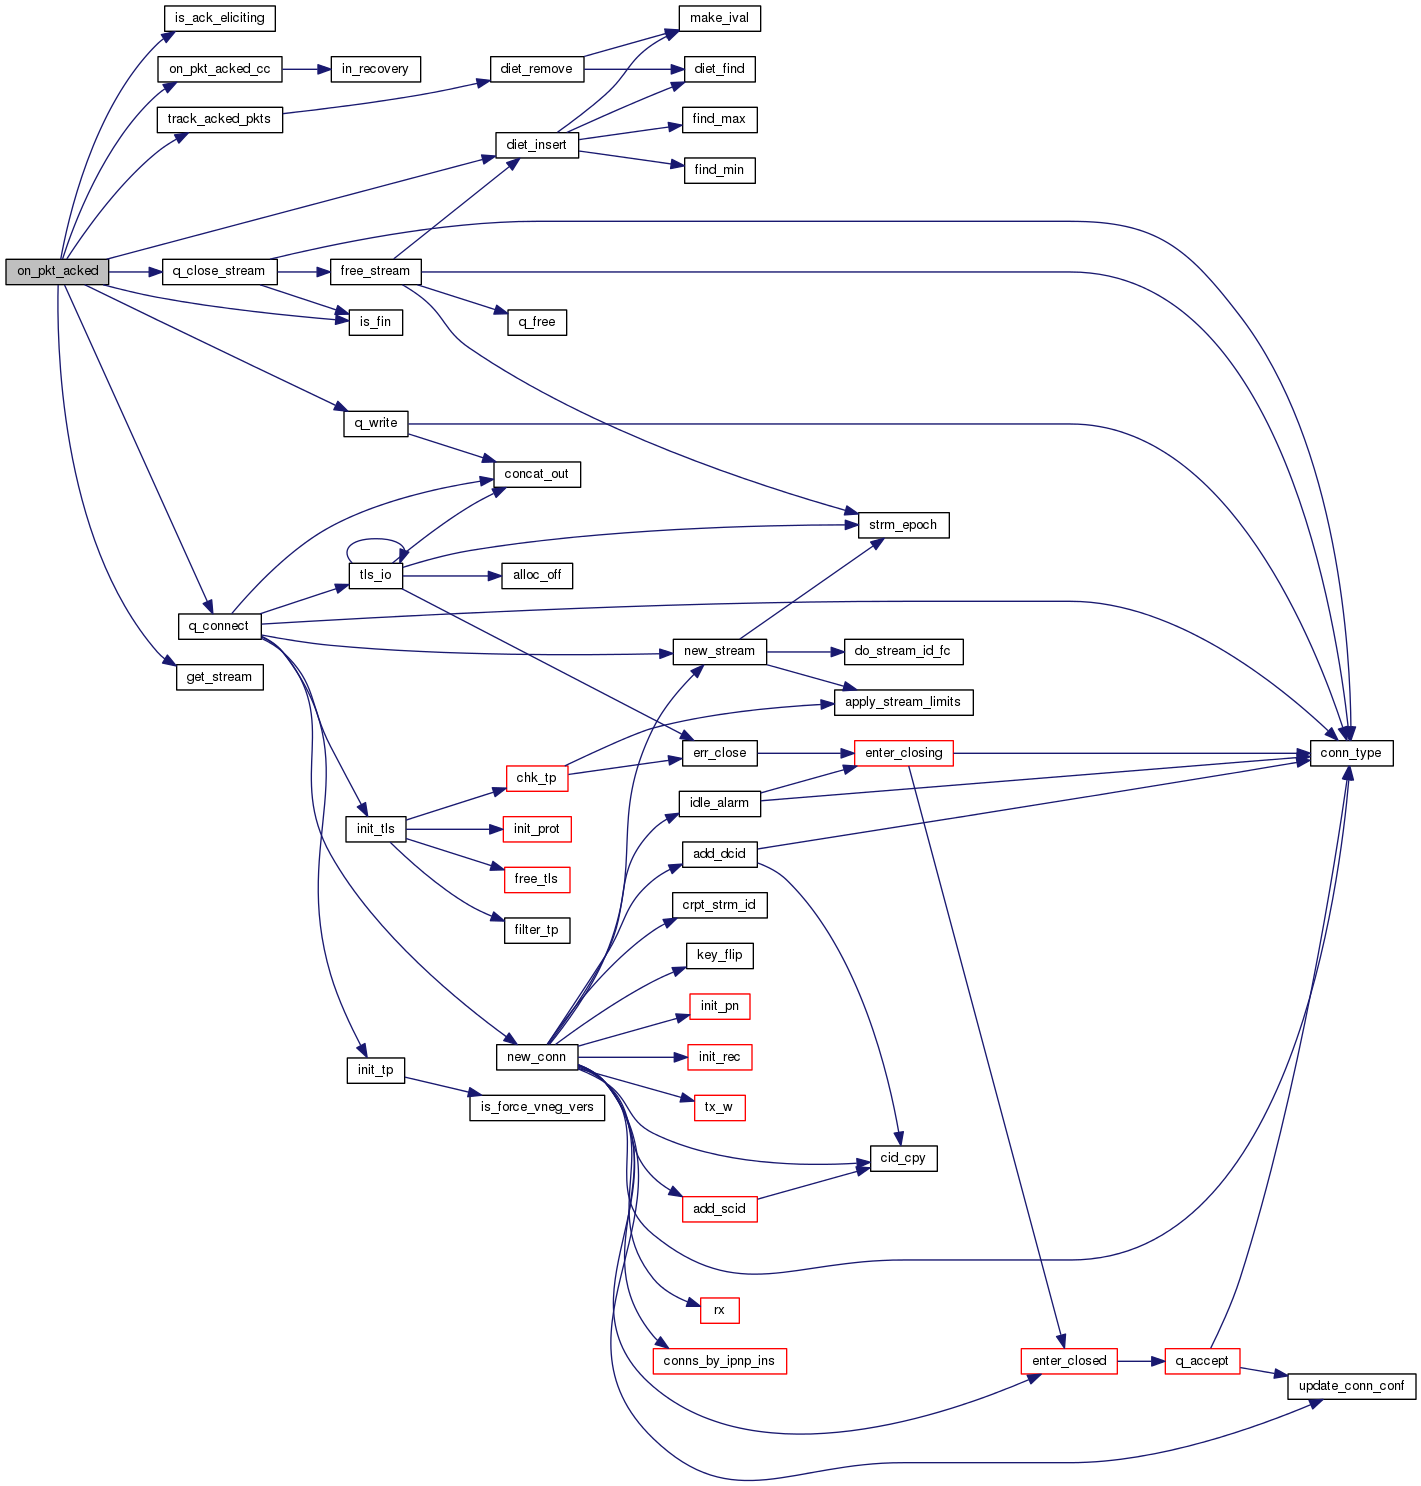 is_ack_eliciting
make_ival
on_pkt_acked_cc
in_recovery
diet_remove
diet_find
track_acked_pkts
find_max
diet_insert
find_min
on_pkt_acked
q_close_stream
free_stream
is_fin
q_free
q_write
concat_out
strm_epoch
tls_io
alloc_off
q_connect
new_stream
do_stream_id_fc
get_stream
apply_stream_limits
err_close
enter_closing
conn_type
chk_tp
idle_alarm
init_tls
init_prot
add_dcid
free_tls
crpt_strm_id
filter_tp
key_flip
init_pn
new_conn
init_rec
init_tp
is_force_vneg_vers
tx_w
cid_cpy
add_scid
rx
conns_by_ipnp_ins
enter_closed
q_accept
update_conn_conf